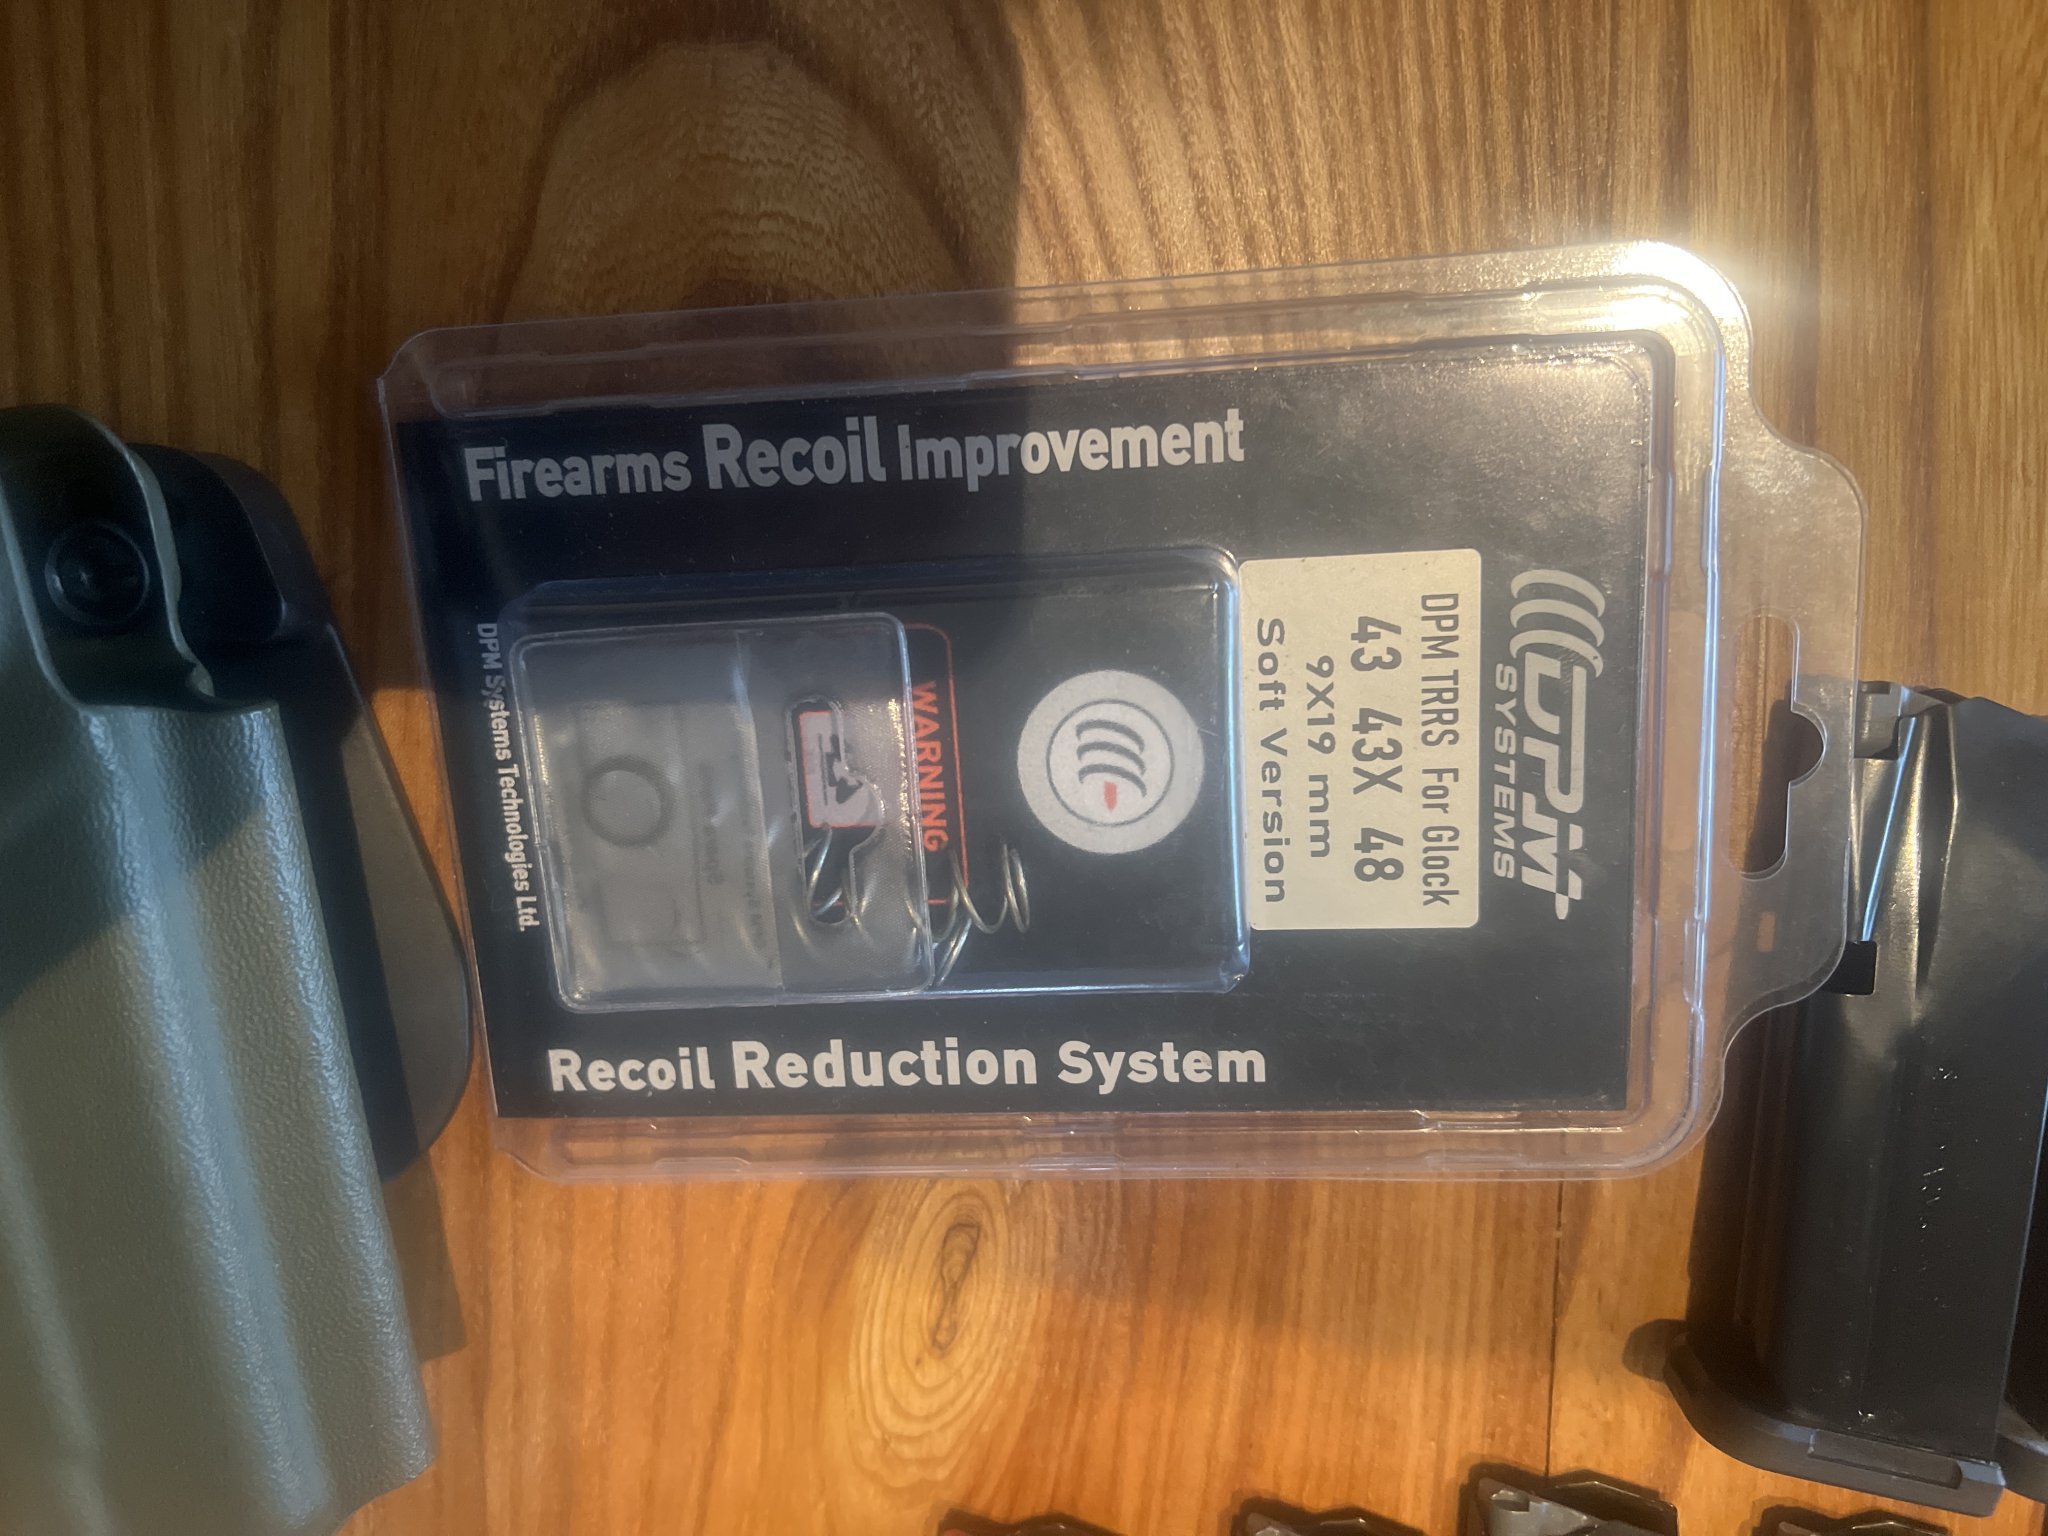 DPM
SYSTEMS
DPM TRRS For Glock
43 43X 48
9X19 mm
Soft Version
Firearms Recoil Improvement
WARNING
Recoil Reduction System
DPM Systems Technologies Ltd.